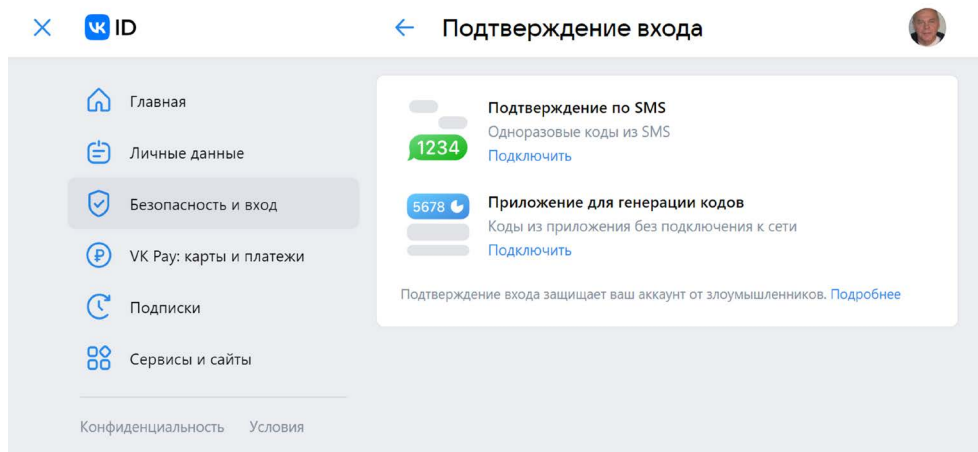 VK ID
Подтверждение входа
Главная
Личные данные
Безопасность и вход
VK Pay: карты и платежи
Подписки
Сервисы и сайты
Конфиденциальность Условия
1234
Подтверждение по SMS
Одноразовые коды из SMS
Подключить
5678
Приложение для генерации кодов
Коды из приложения без подключения к сети
Подключить
Подтверждение входа защищает ваш аккаунт от злоумышленников. Подробнее